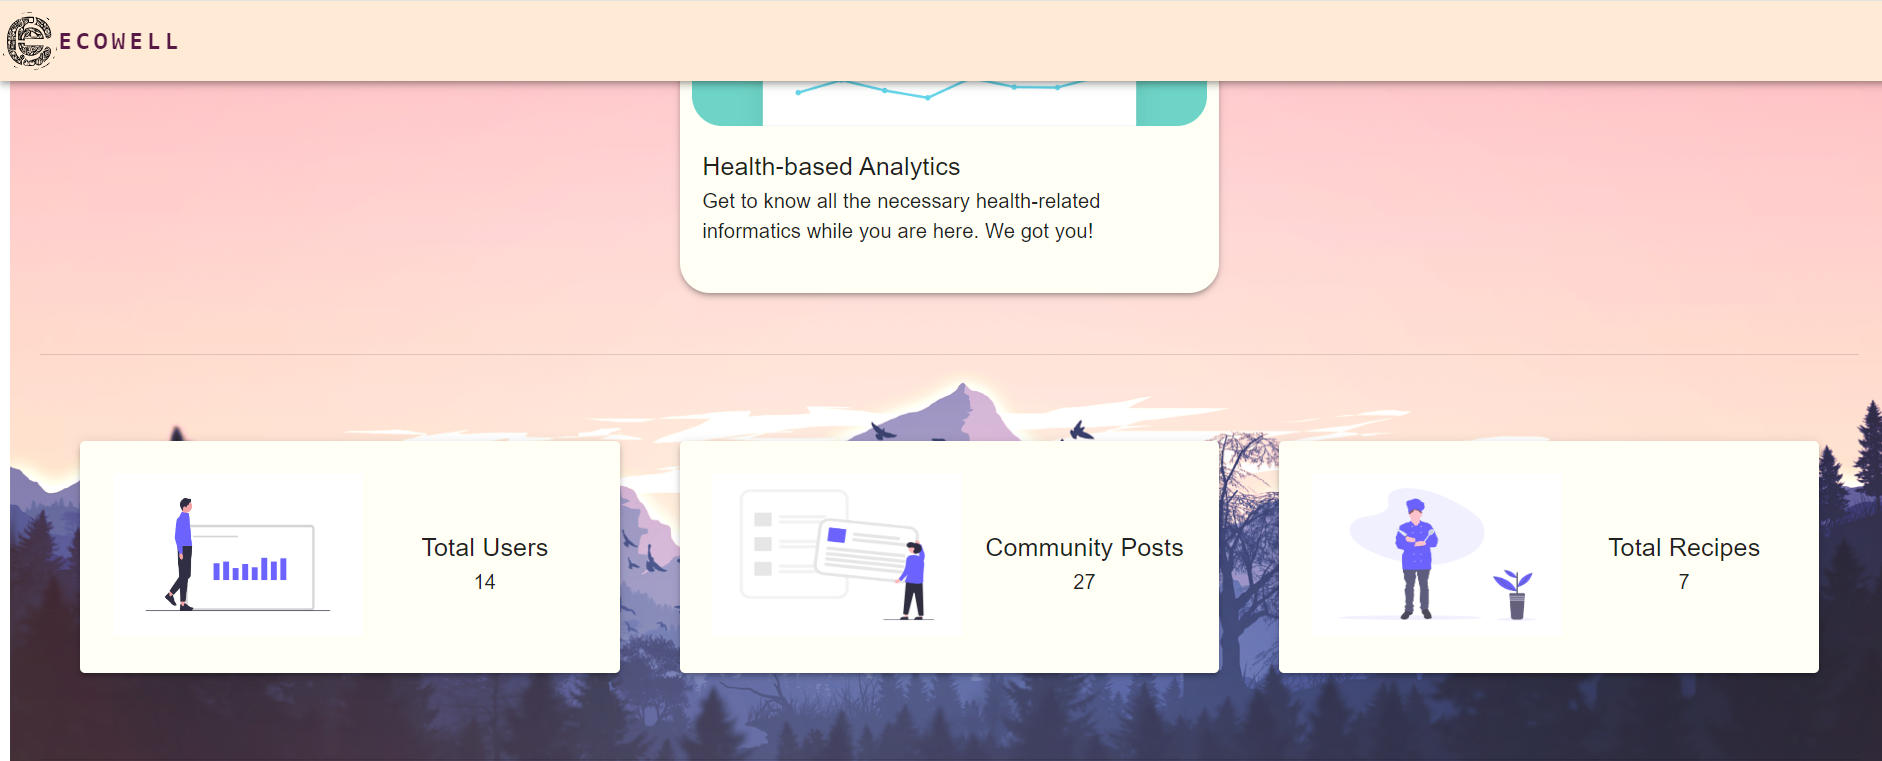 ECOWELL
Health-based Analytics
Get to know all the necessary health-related
informatics while you are here. We got you!
Total Users
14
Community Posts
27
Total Recipes
7